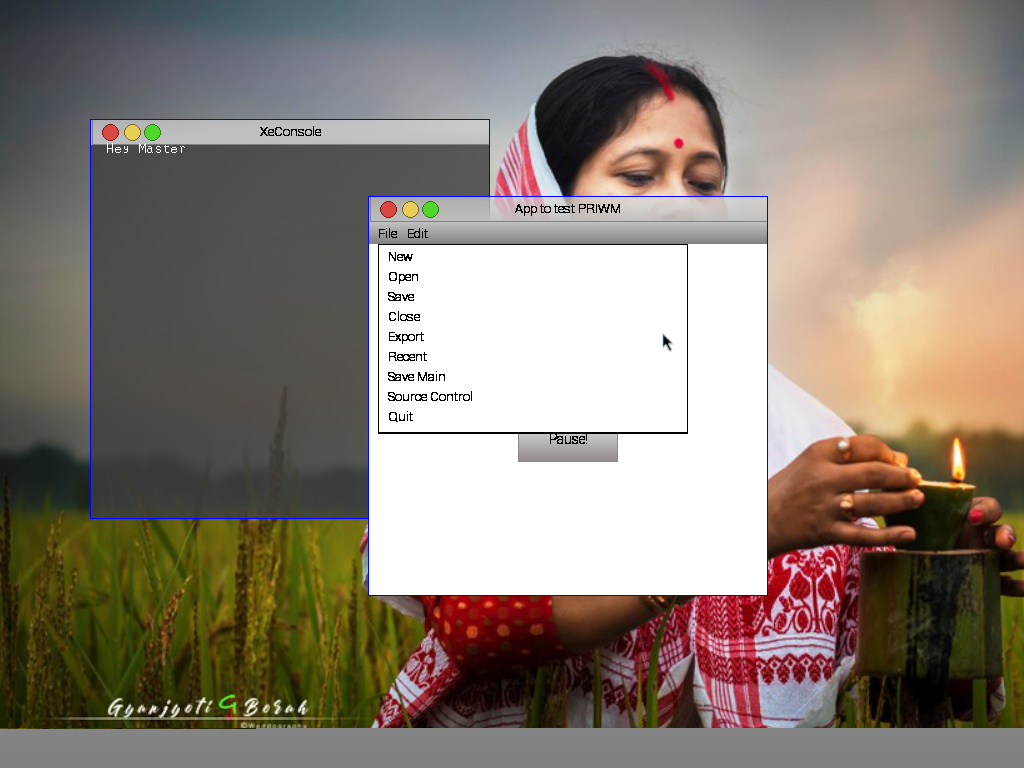 XeConsole
Hey Master
App to test PRIWM
File Edit
New
Open
Save
Close
Export
Recent
Save Main
Source Control
Quit
Pause!
Gyanjyoti G Borah
©Weddography